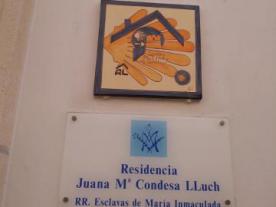 Residencia
Juana Mª Condesa LLuch
RR. Esclavas de María Inmaculada